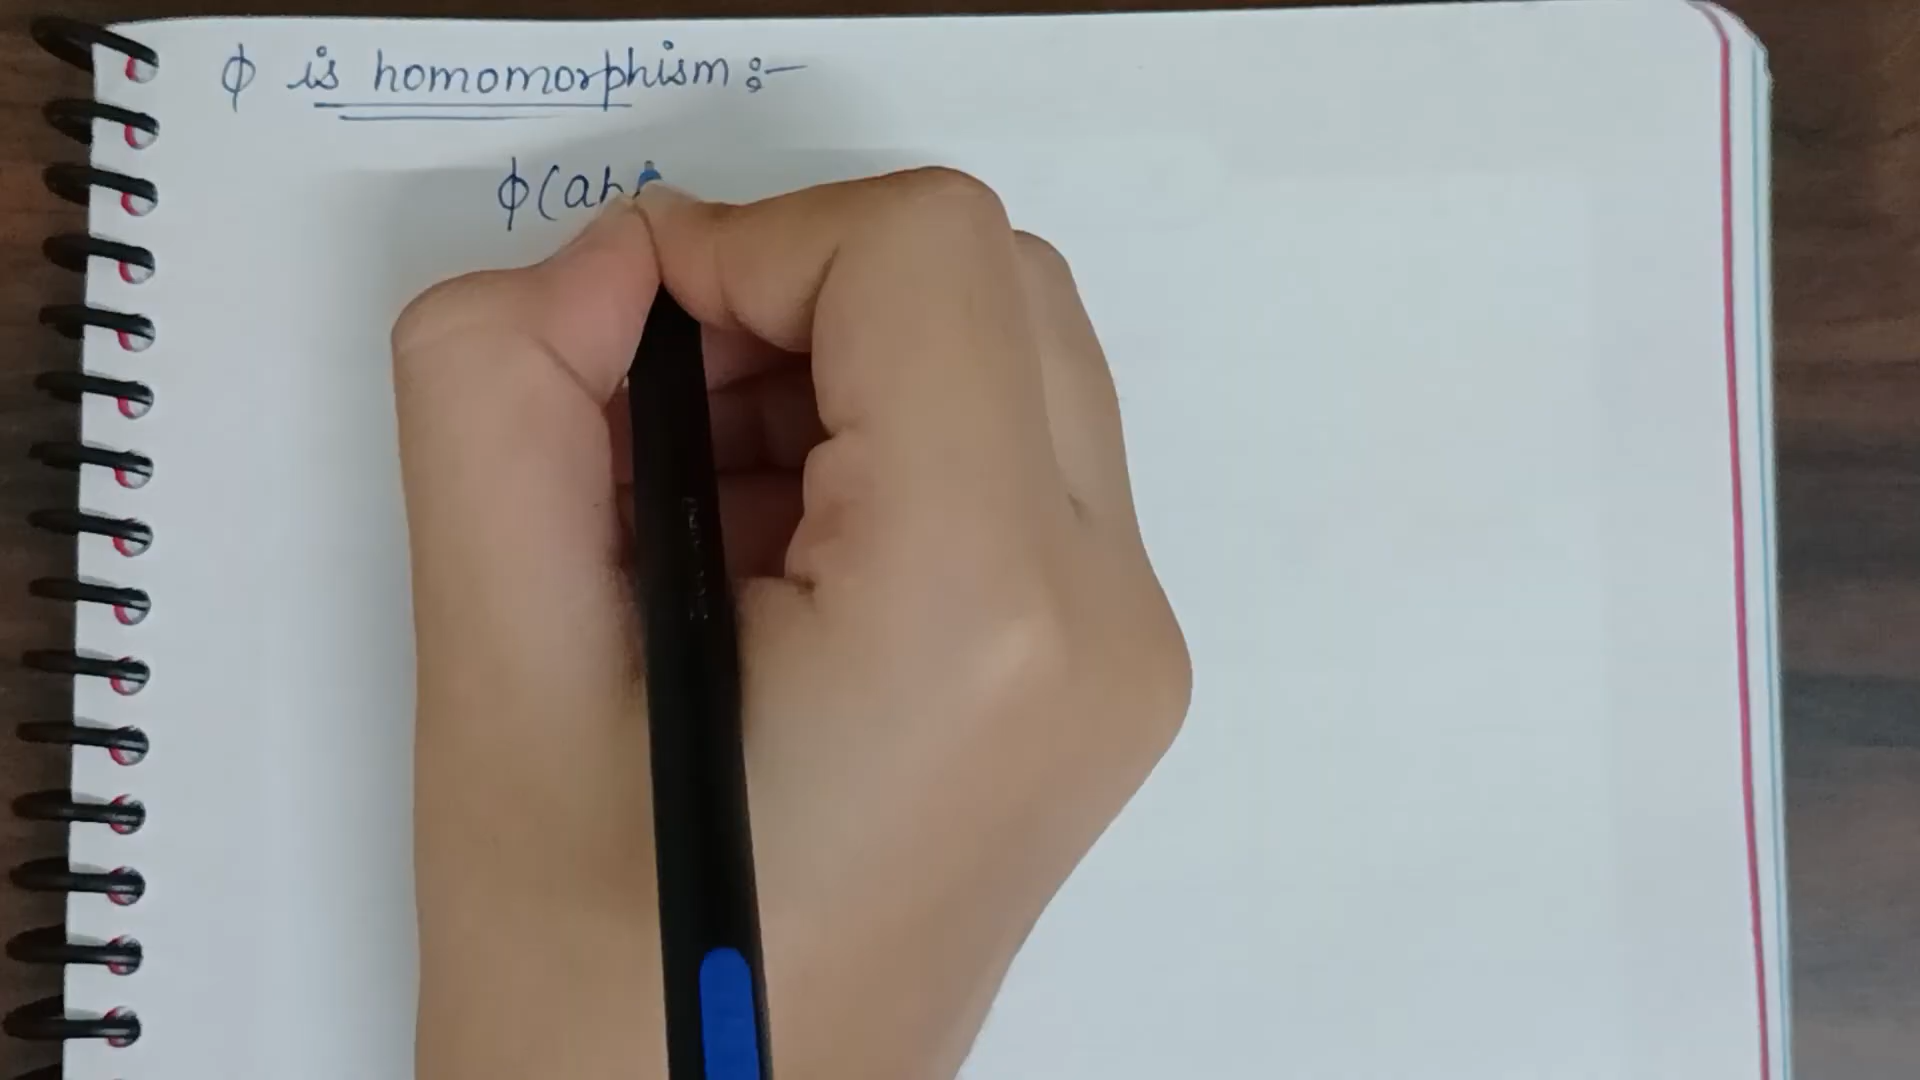 ϕ is homomorphism :-
ϕ(ab